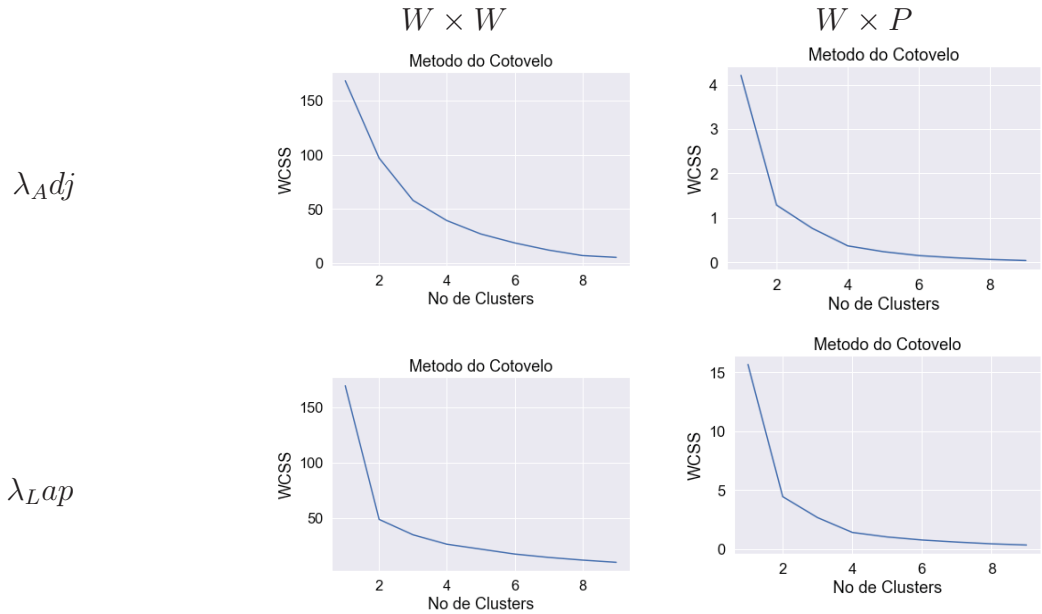 W × W
W × P
λ_Adj
Metodo do Cotovelo
WCSS
150
100
50
0
2 4 6 8
No de Clusters
Metodo do Cotovelo
WCSS
4
3
2
1
0
2 4 6 8
No de Clusters
λ_Lap
Metodo do Cotovelo
WCSS
150
100
50
2 4 6 8
No de Clusters
Metodo do Cotovelo
WCSS
15
10
5
0
2 4 6 8
No de Clusters